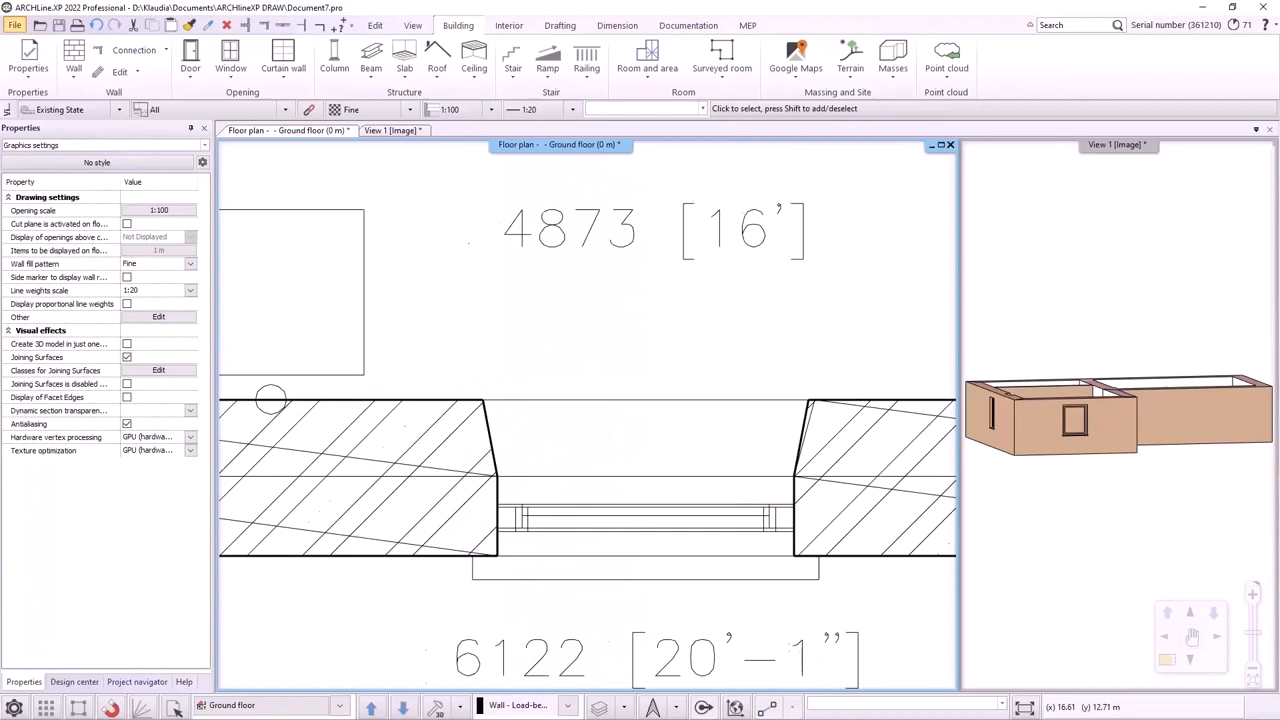 ARCHLine.XP 2022 Professional - D:\Klaudia\Documents\ARCHlineXP DRAW\Document7.pro
File Edit View Building Interior Drafting Dimension Documentation MEP Search Serial number (361210) 71
Properties Wall Connection Edit Door Window Curtain wall Column Beam Slab Roof Ceiling Stair Ramp Railing Room and area Surveyed room Google Maps Terrain Masses Point cloud
Properties Wall Opening Structure Room Massing and Site Point cloud
Existing State All Fine 1:100 1:20 Click to select, press Shift to add/deselect
Properties
Floor plan - - Ground floor (0 m) * View 1 [Image] *
Graphics settings
Floor plan - - Ground floor (0 m) * View 1 [Image] *
No style
Property Value
Drawing settings
Opening scale 1:100
Cut plane is activated on flo...
Display of openings above c... Not Displayed
Items to be displayed on flo... 1 m
Wall fill pattern Fine
Side marker to display wall r...
Line weights scale 1:20
Display proportional line weights
Other Edit
Visual effects
Create 3D model in just one...
Joining Surfaces
Classes for Joining Surfaces Edit
Joining Surfaces is disabled ...
Display of Facet Edges
Dynamic section transparen...
Antialiasing
Hardware vertex processing GPU (hardwa...
Texture optimization GPU (hardwa...
4873 [16']
6122 [20'-1"]
Properties Design center Project navigator Help
Ground floor Wall - Load-be... (x) 16.61 (y) 12.71 m